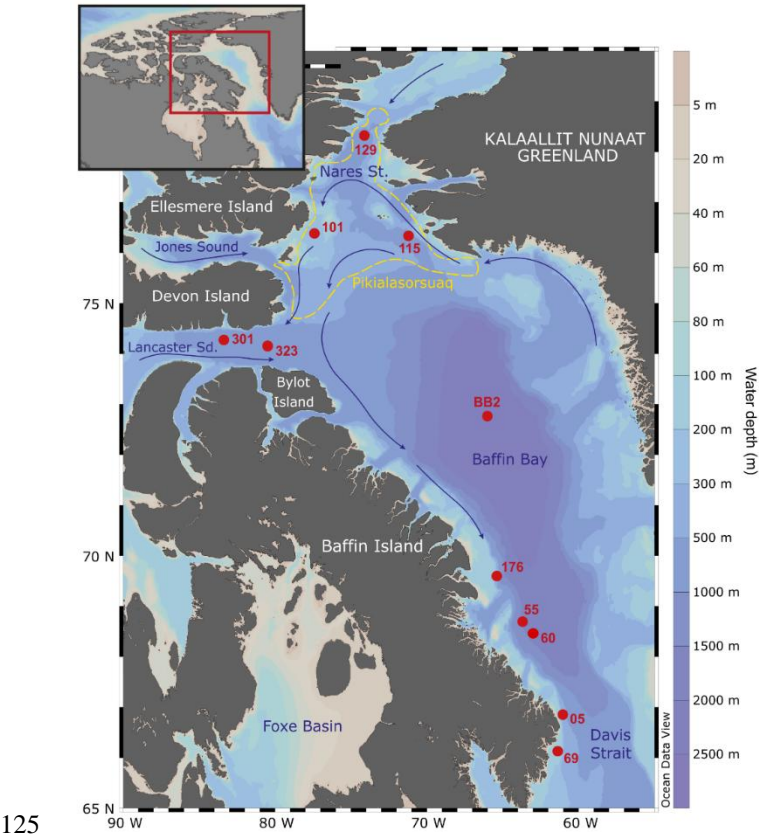 KALAALLIT NUNAAT
GREENLAND
129
Nares St.
Ellesmere Island
101
115
Jones Sound
Devon Island
Pikialasorsuaq
75 N
301
323
Lancaster Sd.
Bylot
Island
BB2
Baffin Bay
Baffin Island
70 N
176
55
60
05
Foxe Basin
Davis
Strait
69
65 N
90 W
80 W
70 W
60 W
5 m
20 m
40 m
60 m
80 m
100 m
200 m
300 m
500 m
1000 m
1500 m
2000 m
2500 m
Water depth (m)
Ocean Data View
125